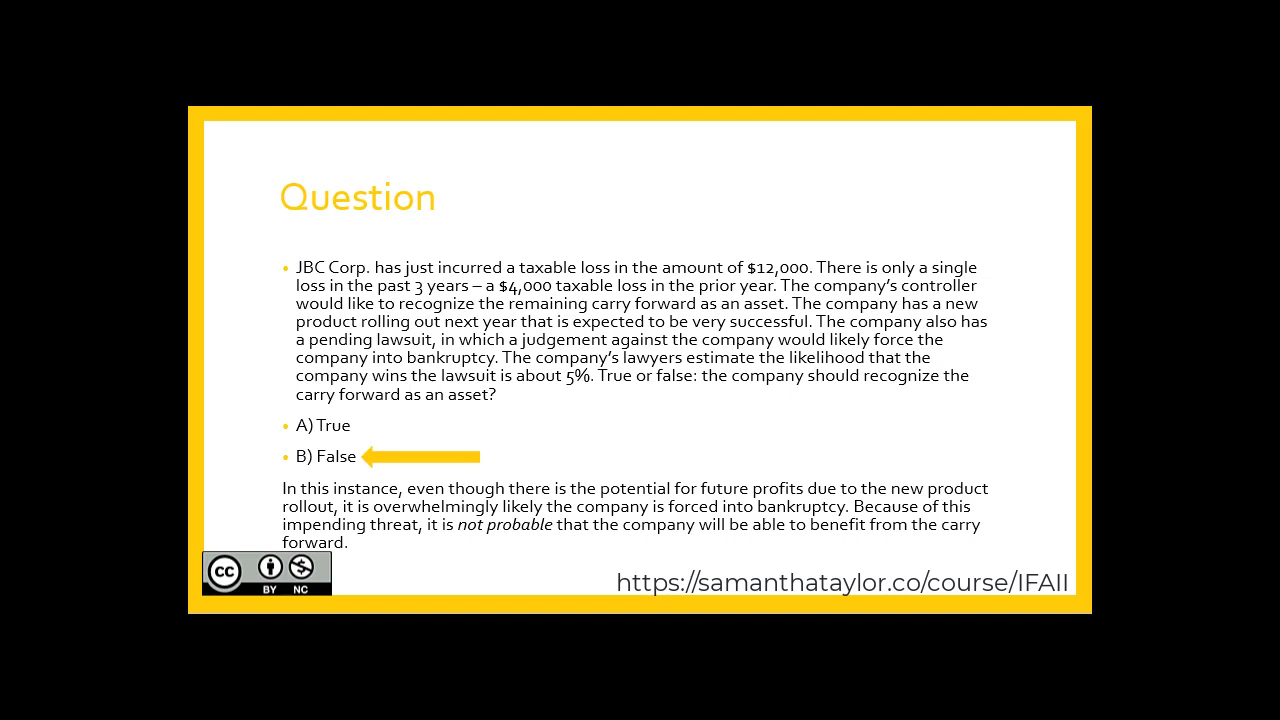 Question
• JBC Corp. has just incurred a taxable loss in the amount of $12,000. There is only a single
loss in the past 3 years – a $4,000 taxable loss in the prior year. The company’s controller
would like to recognize the remaining carry forward as an asset. The company has a new
product rolling out next year that is expected to be very successful. The company also has
a pending lawsuit, in which a judgement against the company would likely force the
company into bankruptcy. The company’s lawyers estimate the likelihood that the
company wins the lawsuit is about 5%. True or false: the company should recognize the
carry forward as an asset?
• A) True
• B) False
In this instance, even though there is the potential for future profits due to the new product
rollout, it is overwhelmingly likely the company is forced into bankruptcy. Because of this
impending threat, it is not probable that the company will be able to benefit from the carry
forward.
cc BY NC
https://samanthataylor.co/course/IFAII